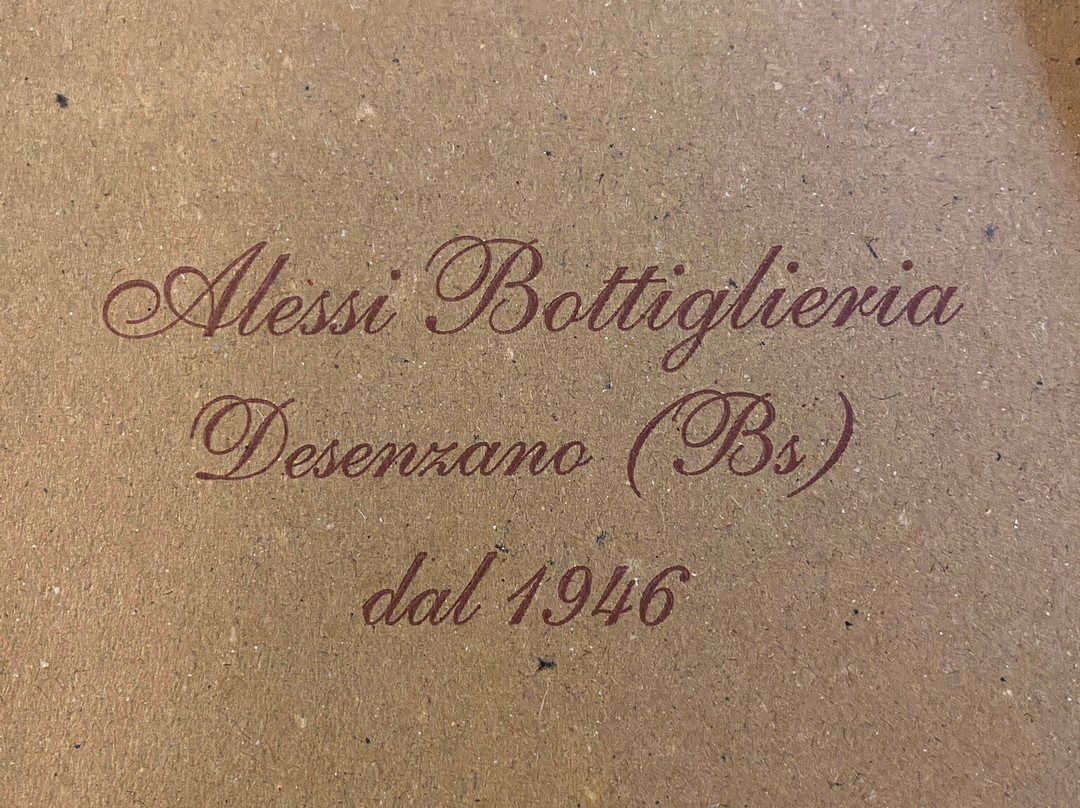 Alessi Bottiglieria
Desenzano (Bs)
dal 1946